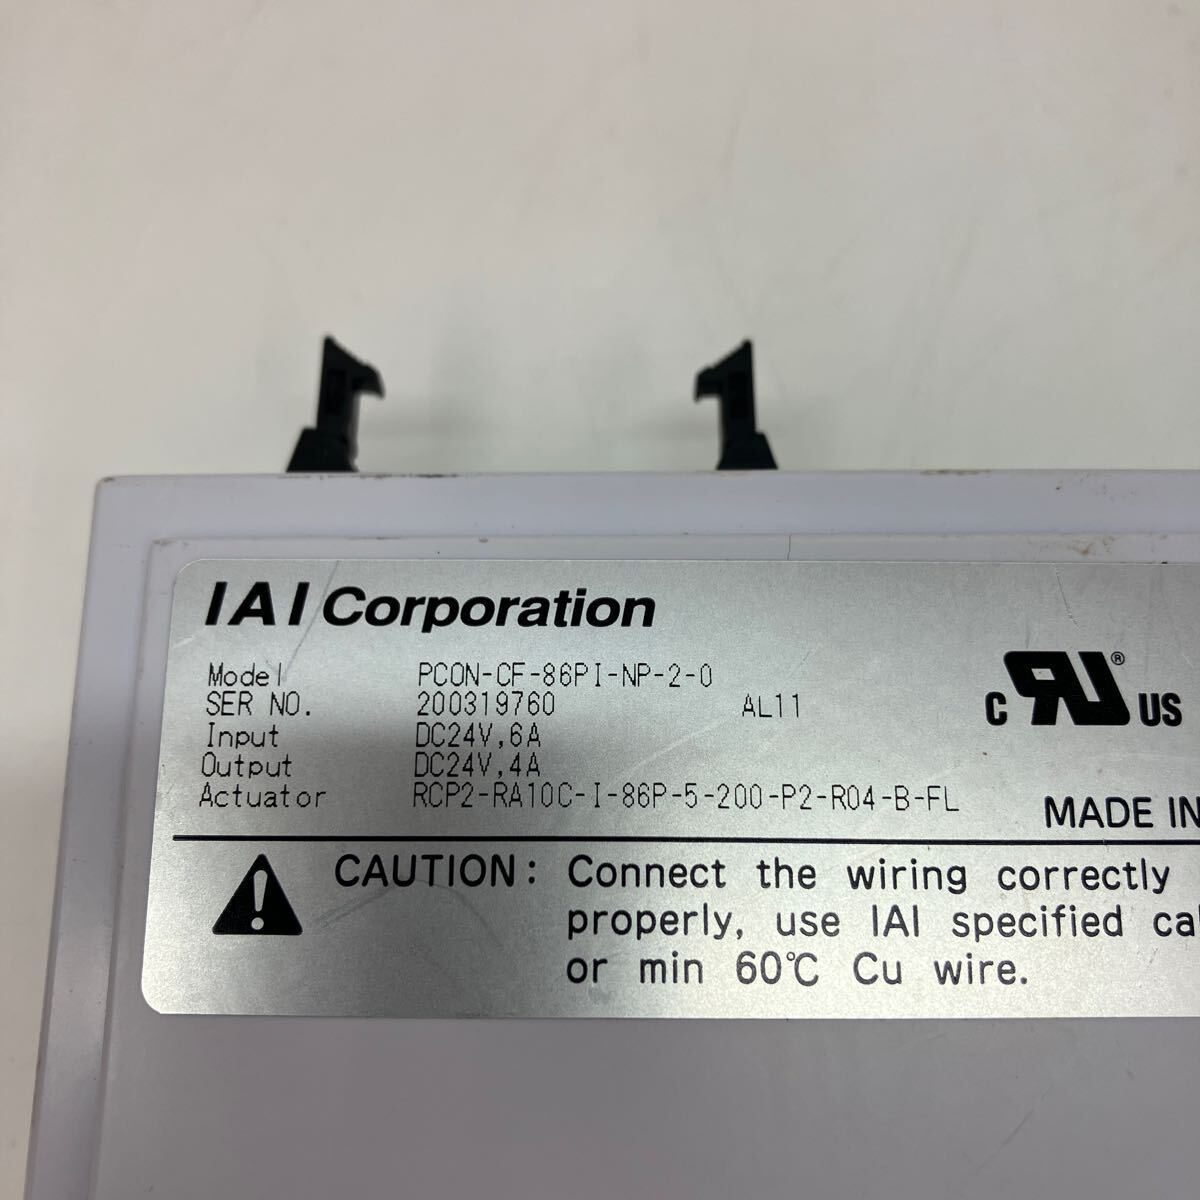 IAI Corporation
Model PCON-CF-86PI-NP-2-0
SER NO. 200319760 AL11
Input DC24V,6A
Output DC24V,4A
Actuator RCP2-RA10C-I-86P-5-200-P2-R04-B-FL
C RU ® US
MADE IN
CAUTION: Connect the wiring correctly
properly, use IAI specified
or min 60℃ Cu wire.